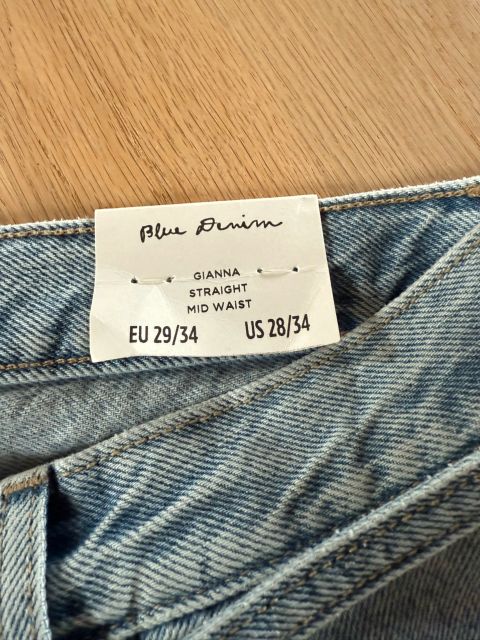 Blue Denim
GIANNA
STRAIGHT
MID WAIST
EU 29/34 US 28/34